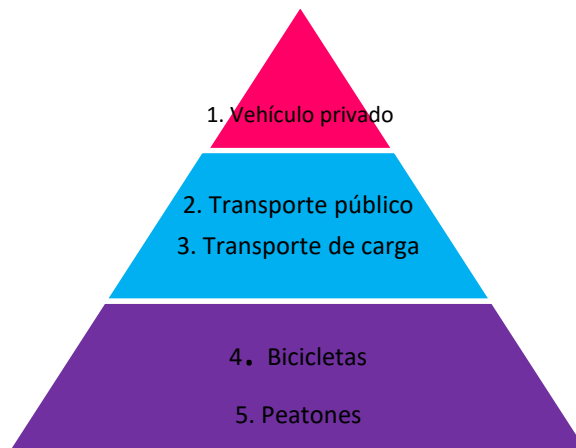 1. Vehículo privado
2. Transporte público
3. Transporte de carga
4. Bicicletas
5. Peatones